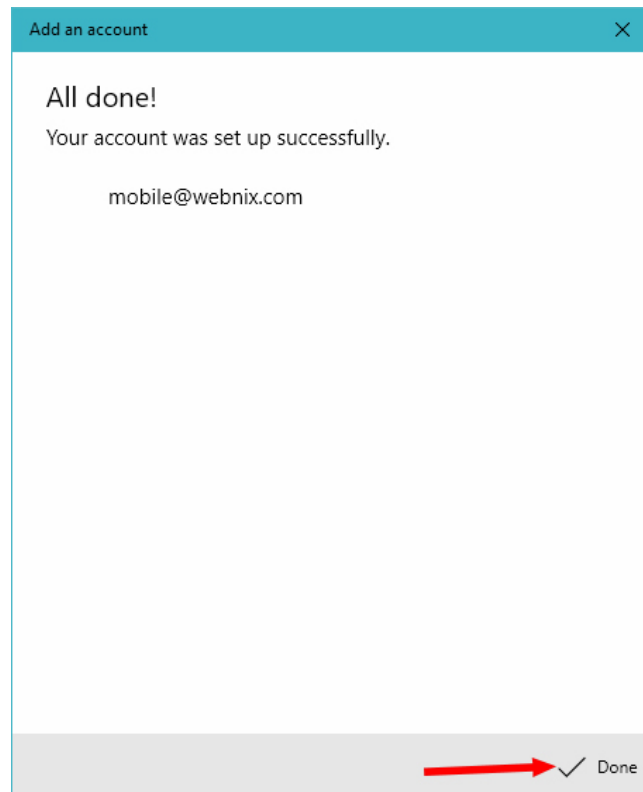 Add an account
All done!
Your account was set up successfully.
mobile@webnix.com
Done